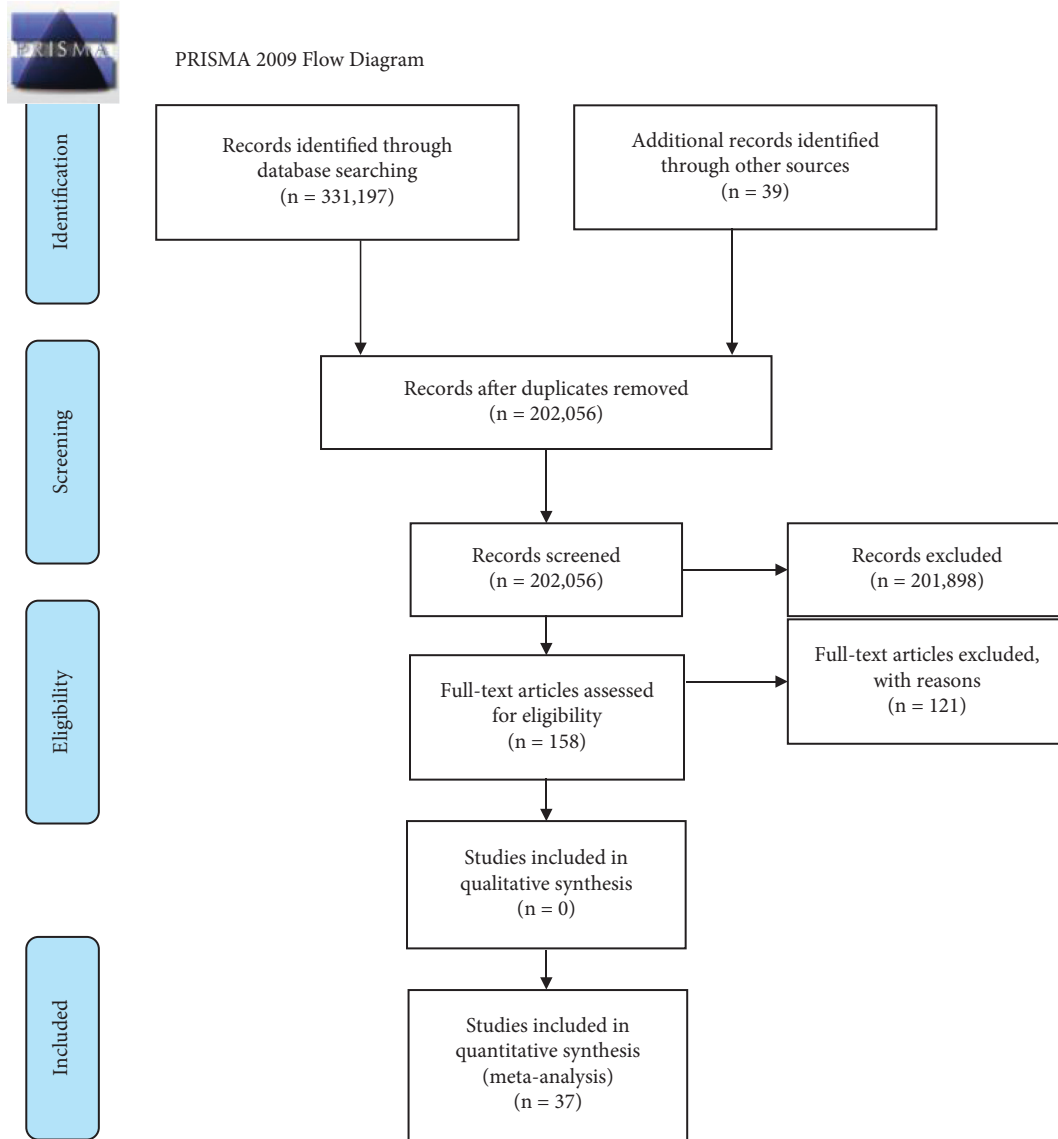 PRISMA
PRISMA 2009 Flow Diagram
Identification
Records identified through
database searching
(n = 331,197)
Additional records identified
through other sources
(n = 39)
Screening
Records after duplicates removed
(n = 202,056)
Records screened
(n = 202,056)
Records excluded
(n = 201,898)
Eligibility
Full-text articles assessed
for eligibility
(n = 158)
Full-text articles excluded,
with reasons
(n = 121)
Studies included in
qualitative synthesis
(n = 0)
Included
Studies included in
quantitative synthesis
(meta-analysis)
(n = 37)